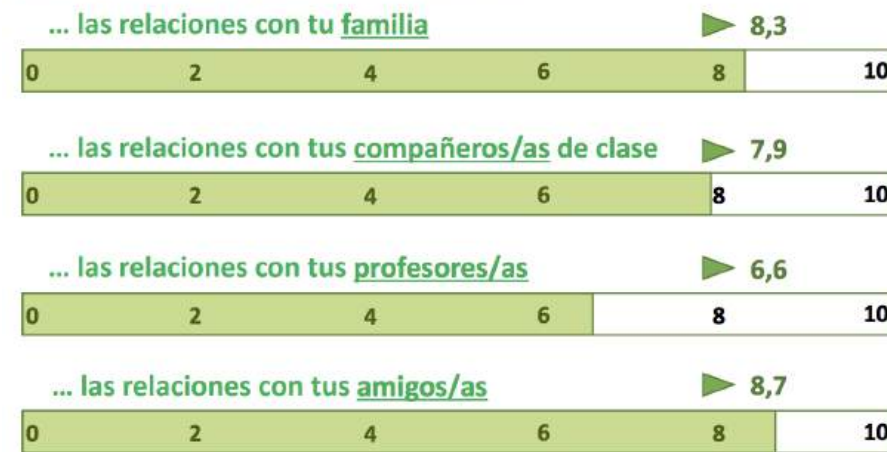 ... las relaciones con tu familia ▶ 8,3
0 2 4 6 8 10
... las relaciones con tus compañeros/as de clase ▶ 7,9
0 2 4 6 8 10
... las relaciones con tus profesores/as ▶ 6,6
0 2 4 6 8 10
... las relaciones con tus amigos/as ▶ 8,7
0 2 4 6 8 10